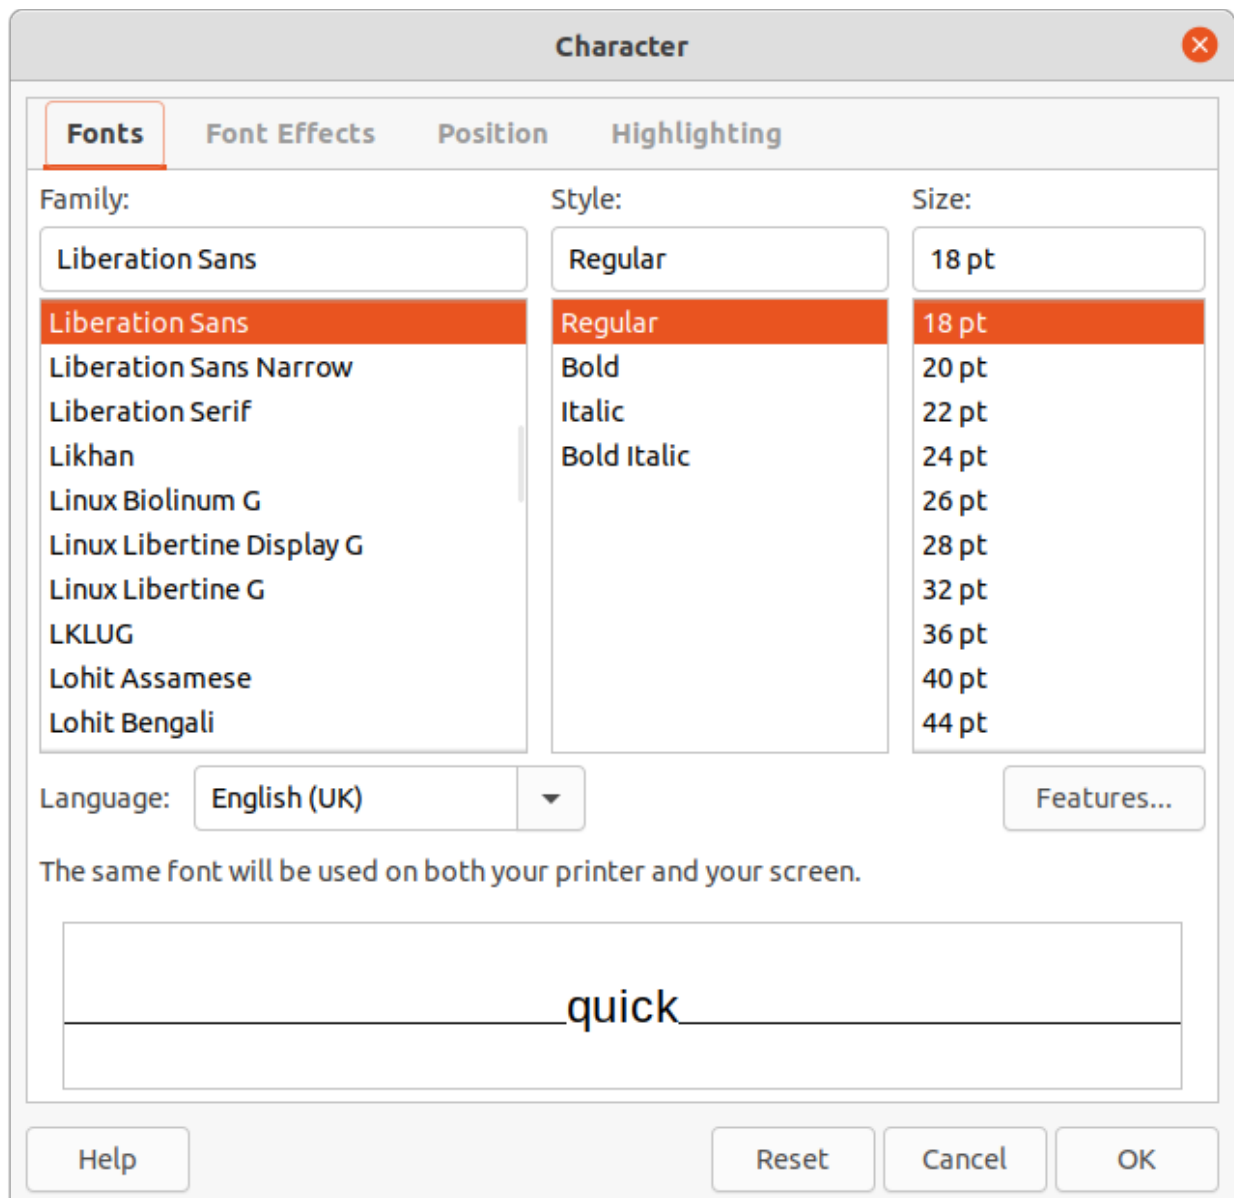 Character
Fonts Font Effects Position Highlighting
Family: Style: Size:
Liberation Sans Regular 18 pt
Liberation Sans Regular 18 pt
Liberation Sans Narrow Bold 20 pt
Liberation Serif Italic 22 pt
Likhan Bold Italic 24 pt
Linux Biolinum G 26 pt
Linux Libertine Display G 28 pt
Linux Libertine G 32 pt
LKLUG 36 pt
Lohit Assamese 40 pt
Lohit Bengali 44 pt
Language: English (UK) Features...
The same font will be used on both your printer and your screen.
quick
Help Reset Cancel OK